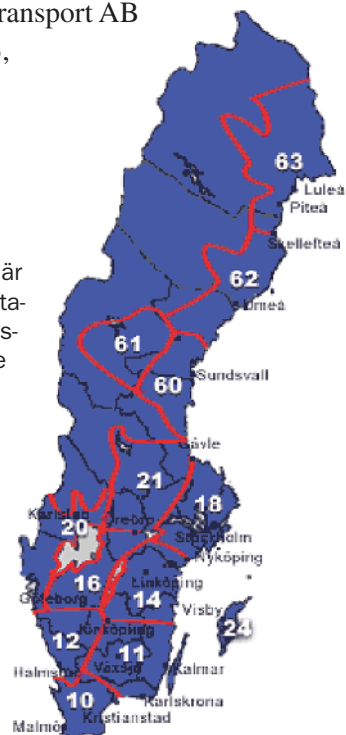 ransport AB
,
63
Luleå
Piteå
Skellefteå
är
ta-
s-
e
62
Umeå
61
60
Sundsvall
Gävle
21
18
Karlstad
20
Örebro
Stockholm
Nyköping
16
Linköping
Göteborg
14
Visby
24
Jönköping
12
11
Halmstad
Växjö
Kalmar
10
Karlskrona
Kristianstad
Malmö